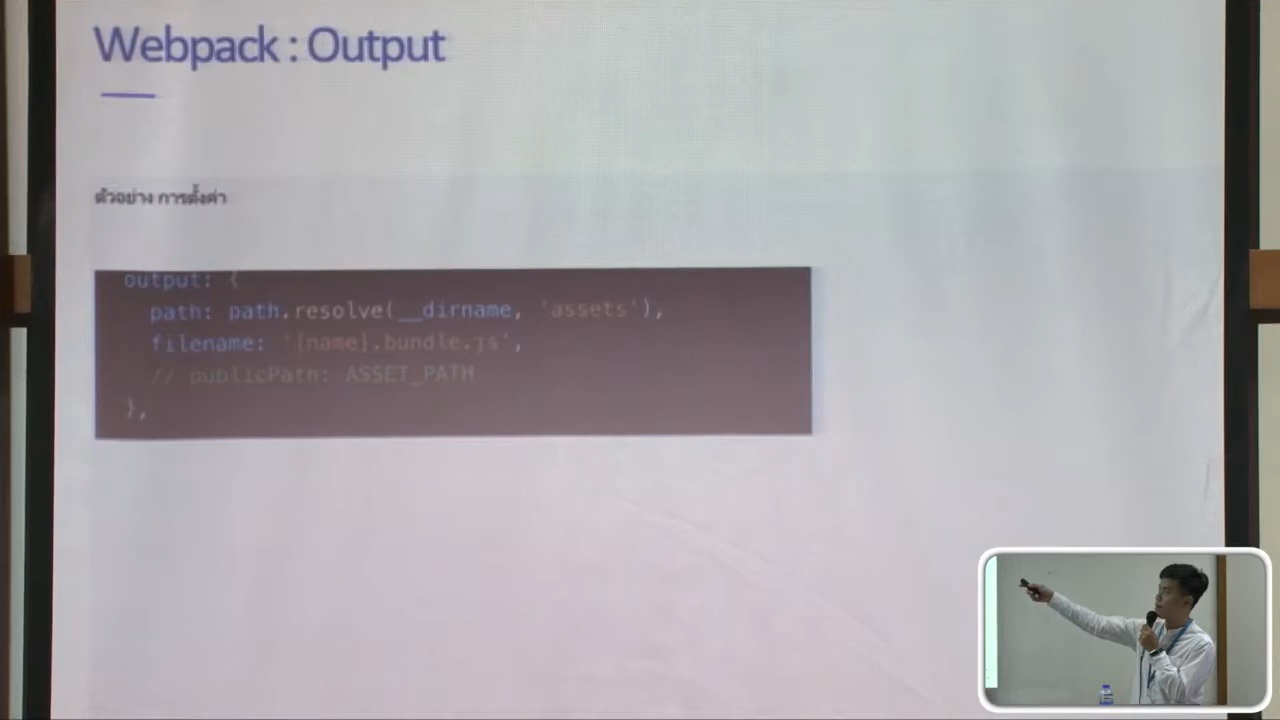 Webpack : Output
ตัวอย่าง การตั้งค่า
output: {
path: path.resolve(__dirname, 'assets'),
filename: '[name].bundle.js',
// publicPath: ASSET_PATH
},